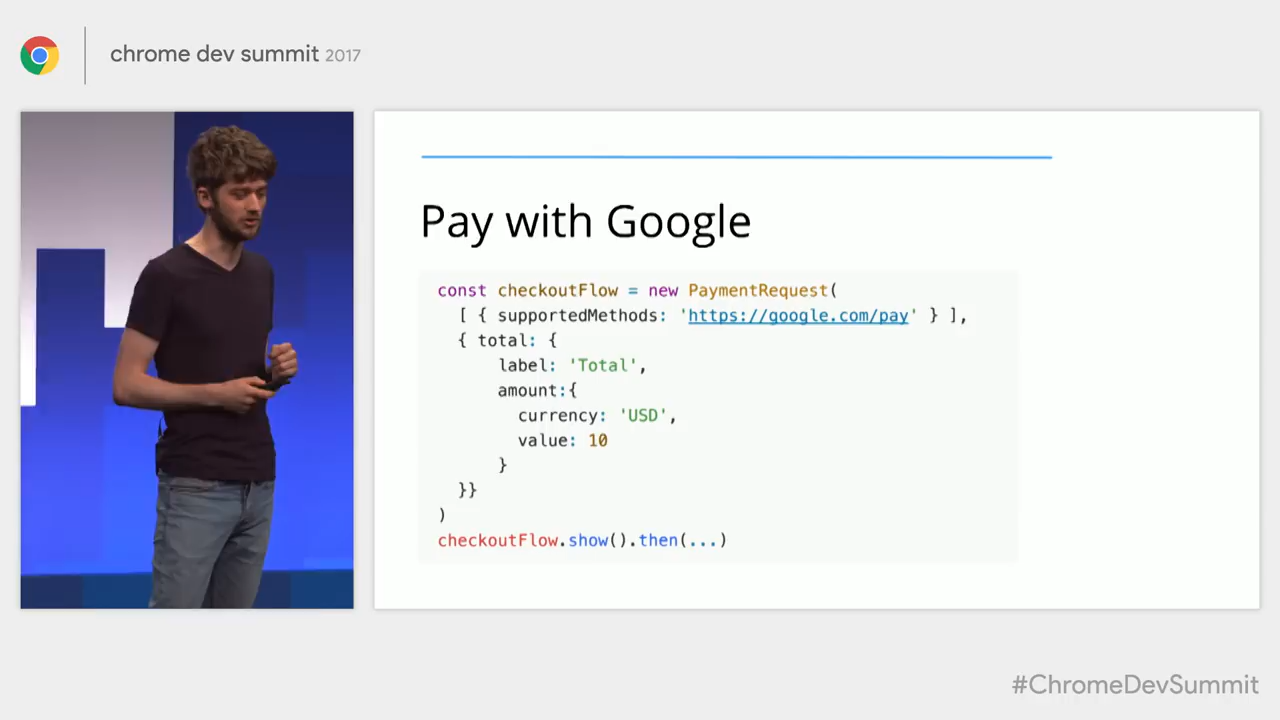 chrome dev summit 2017
Pay with Google
const checkoutFlow = new PaymentRequest(
[ { supportedMethods: 'https://google.com/pay' } ],
{ total: {
label: 'Total',
amount:{
currency: 'USD',
value: 10
}
}}
)
checkoutFlow.show().then(...)
#ChromeDevSummit